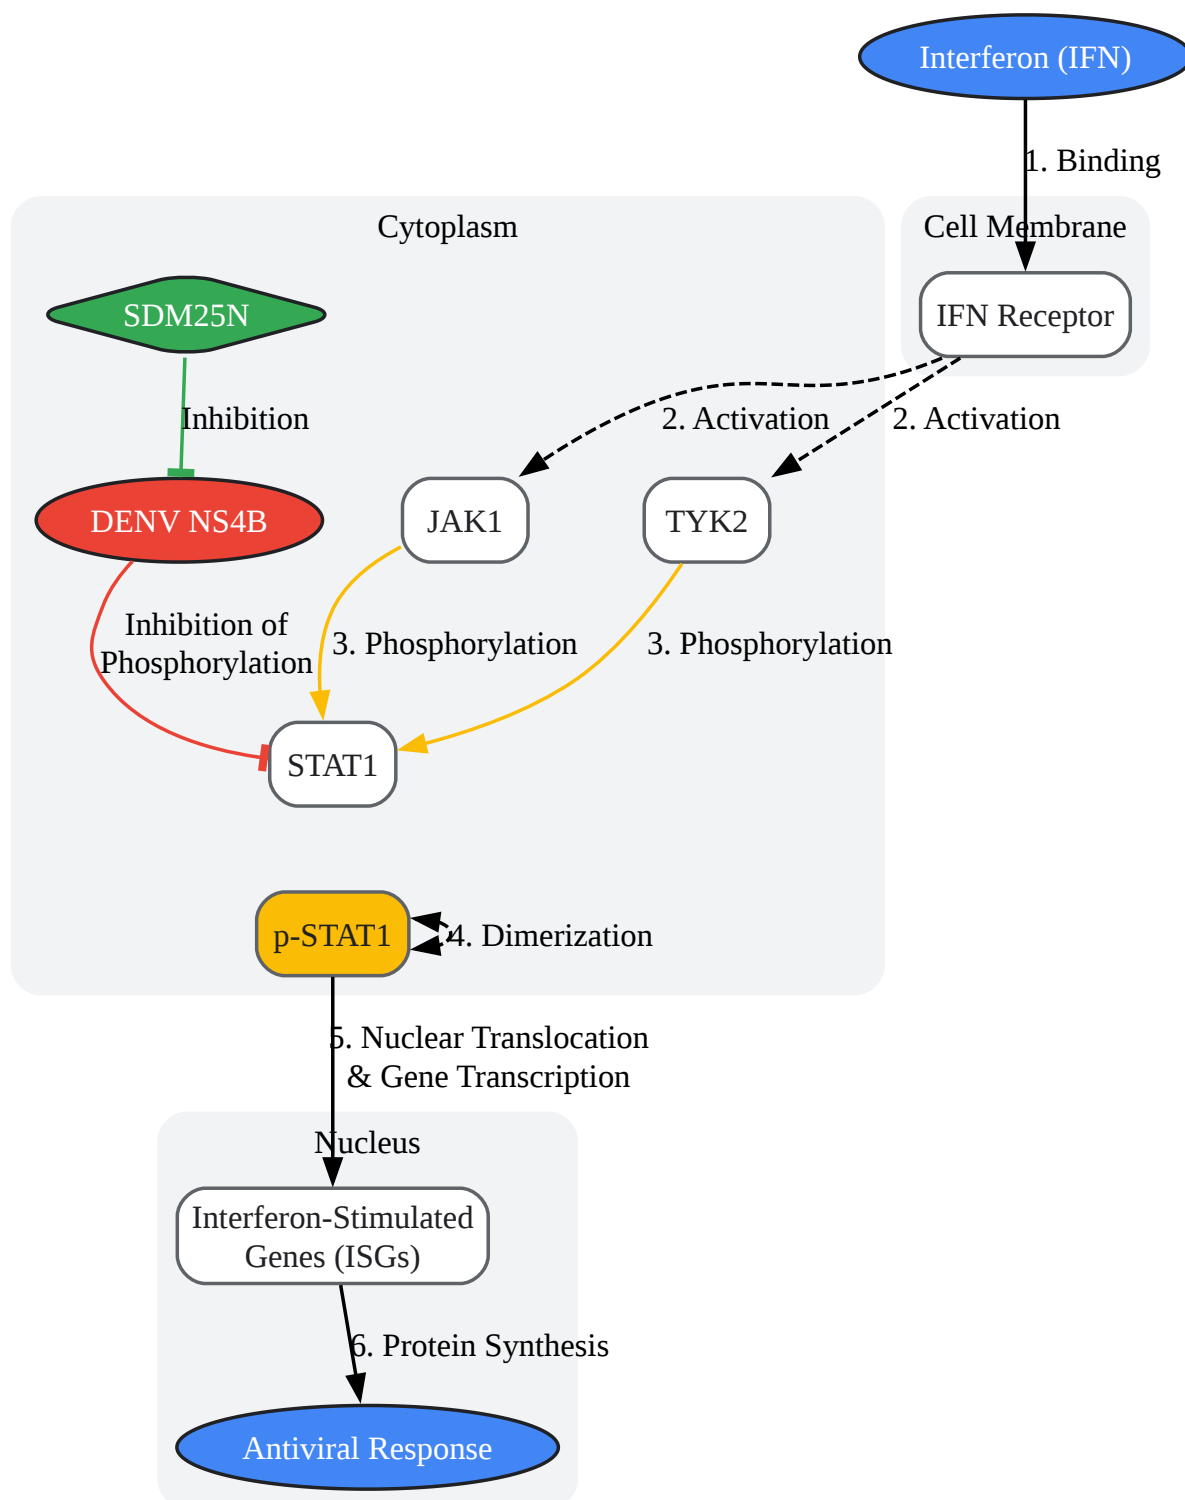 Interferon (IFN)
1. Binding
Cytoplasm
Cell Membrane
SDM25N
IFN Receptor
Inhibition
2. Activation
2. Activation
DENV NS4B
JAK1
TYK2
Inhibition of
Phosphorylation
3. Phosphorylation
3. Phosphorylation
STAT1
p-STAT1
4. Dimerization
5. Nuclear Translocation
& Gene Transcription
Nucleus
Interferon-Stimulated
Genes (ISGs)
6. Protein Synthesis
Antiviral Response